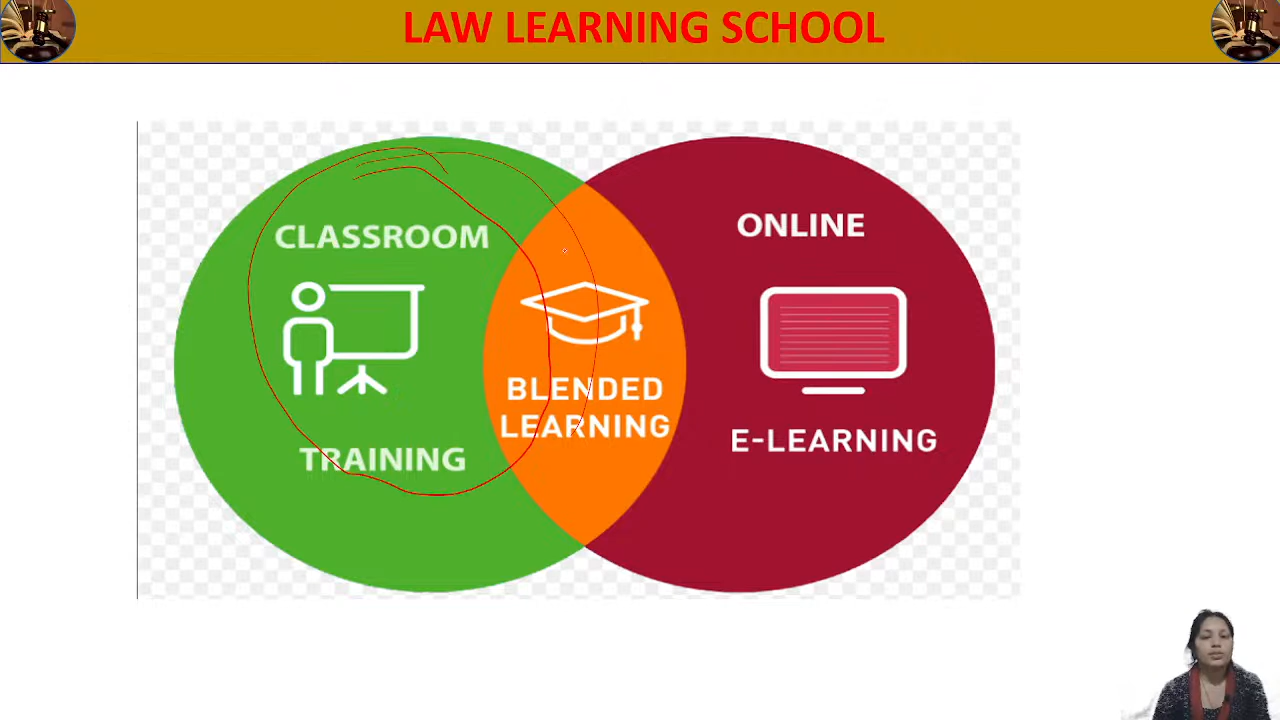 LAW LEARNING SCHOOL
CLASSROOM
TRAINING
BLENDED
LEARNING
ONLINE
E-LEARNING